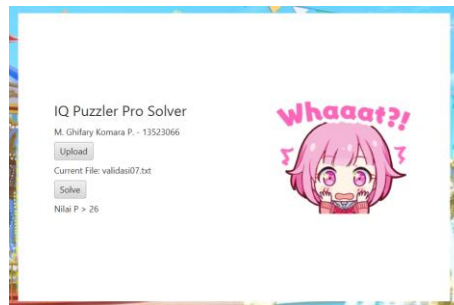 IQ Puzzler Pro Solver
M. Ghifary Komara P. - 13523066
Upload
Current File: validasi07.txt
Solve
Nilai P > 26
Whaaat?!